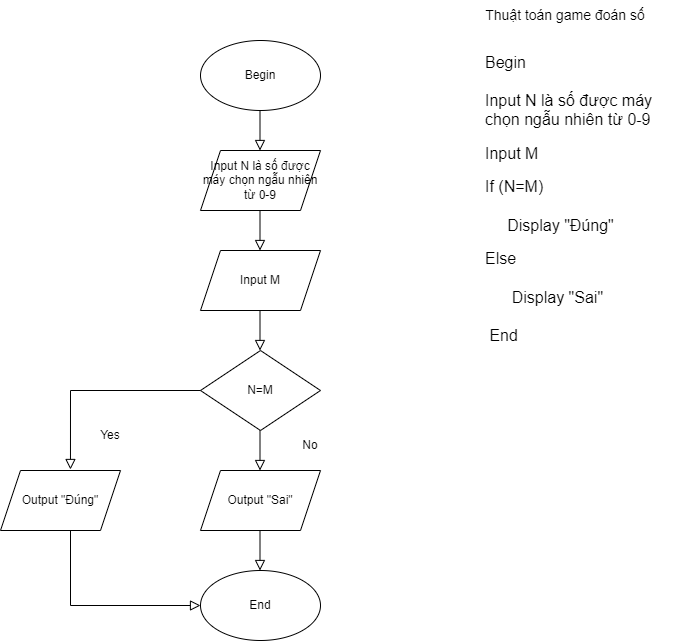 Thuật toán game đoán số
Begin
Begin
Input N là số được máy
chọn ngẫu nhiên từ 0-9
Input N là số được
máy chọn ngẫu nhiên
từ 0-9
Input M
If (N=M)
Display "Đúng"
Else
Display "Sai"
End
Input M
N=M
Yes
No
Output "Đúng"
Output "Sai"
End